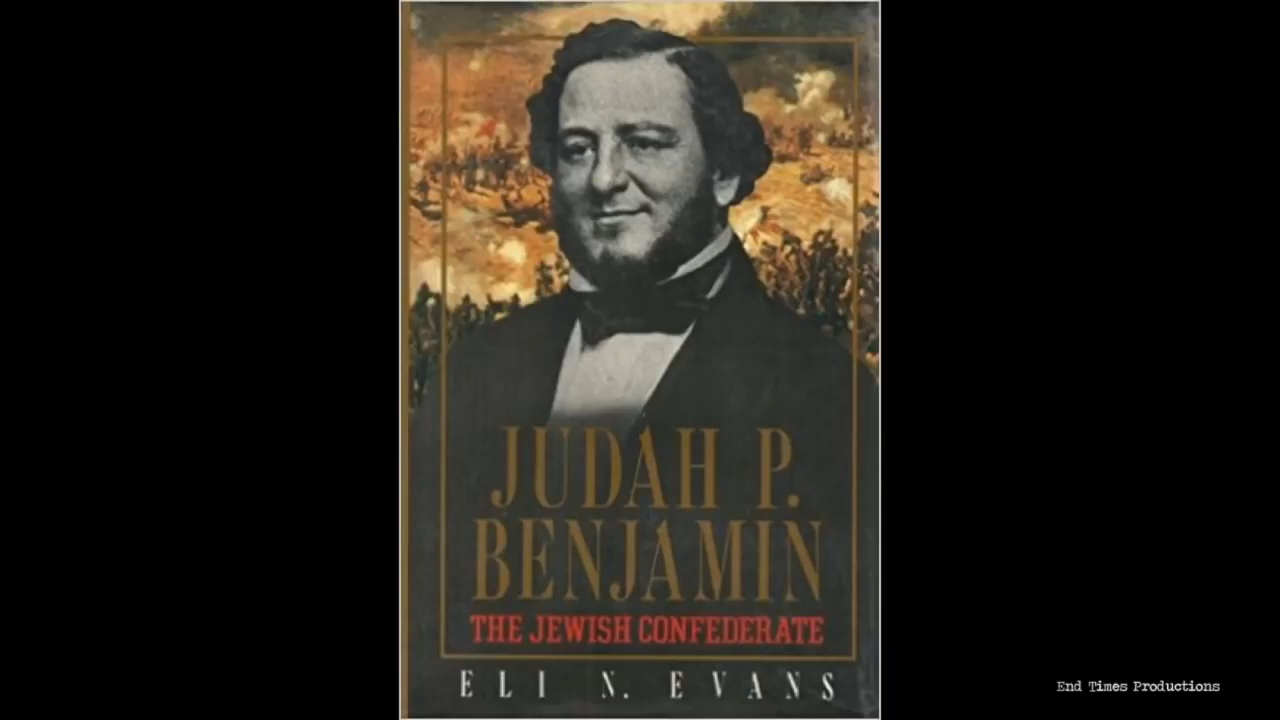 JUDAH P.
BENJAMIN
THE JEWISH CONFEDERATE
ELI N. EVANS
End Times Productions